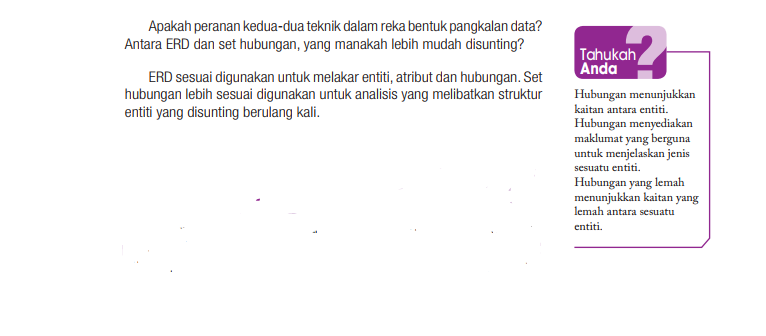 Apakah peranan kedua-dua teknik dalam reka bentuk pangkalan data?
Antara ERD dan set hubungan, yang manakah lebih mudah disunting?
ERD sesuai digunakan untuk melakar entiti, atribut dan hubungan. Set
hubungan lebih sesuai digunakan untuk analisis yang melibatkan struktur
entiti yang disunting berulang kali.
Tahukah
Anda ?
Hubungan menunjukkan
kaitan antara entiti.
Hubungan menyediakan
maklumat yang berguna
untuk menjelaskan jenis
sesuatu entiti.
Hubungan yang lemah
menunjukkan kaitan yang
lemah antara sesuatu
entiti.